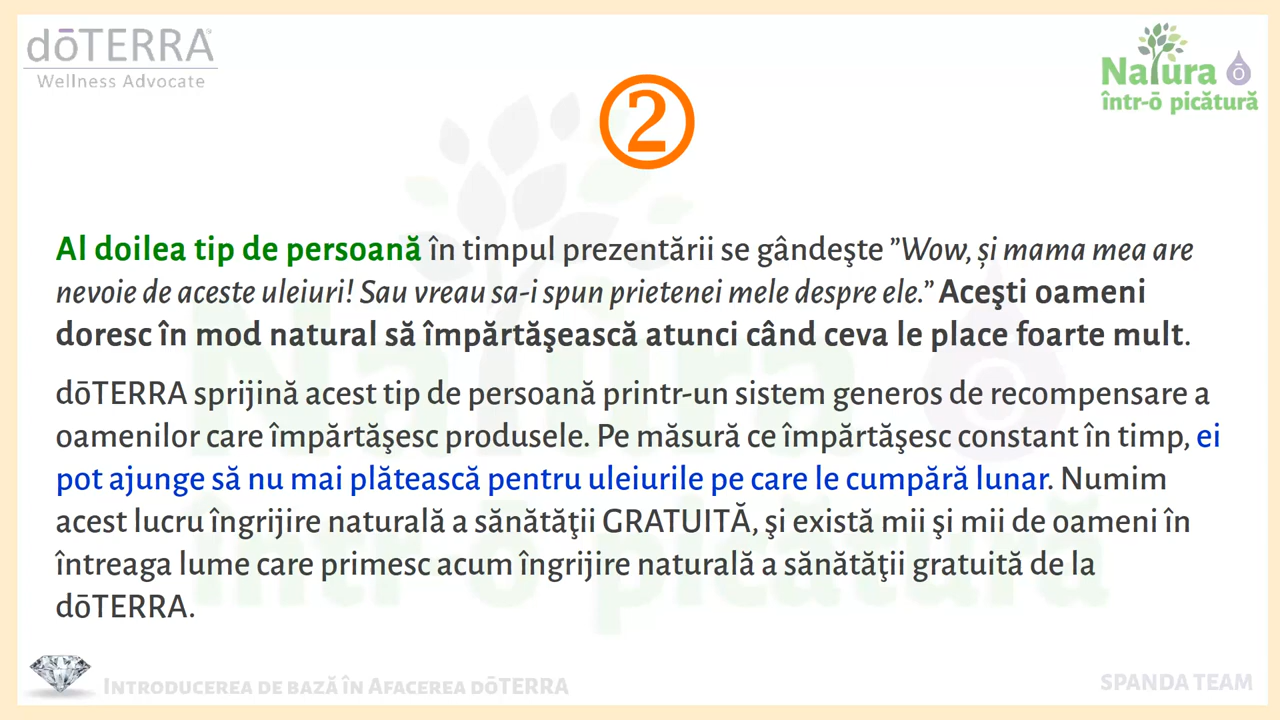 dōTERRA
Wellness Advocate
Natura
ō
într-ō picătură
2
Al doilea tip de persoană în timpul prezentării se gândeşte ”Wow, și mama mea are
nevoie de aceste uleiuri! Sau vreau sa-i spun prietenei mele despre ele.” Aceşti oameni
doresc în mod natural să împărtăşească atunci când ceva le place foarte mult.
dōTERRA sprijină acest tip de persoană printr-un sistem generos de recompensare a
oamenilor care împărtăşesc produsele. Pe măsură ce împărtăşesc constant în timp, ei
pot ajunge să nu mai plătească pentru uleiurile pe care le cumpără lunar. Numim
acest lucru îngrijire naturală a sănătăţii GRATUITĂ, şi există mii şi mii de oameni în
întreaga lume care primesc acum îngrijire naturală a sănătăţii gratuită de la
dōTERRA.
Introducerea de bază în Afacerea dōTERRA
SPANDA TEAM